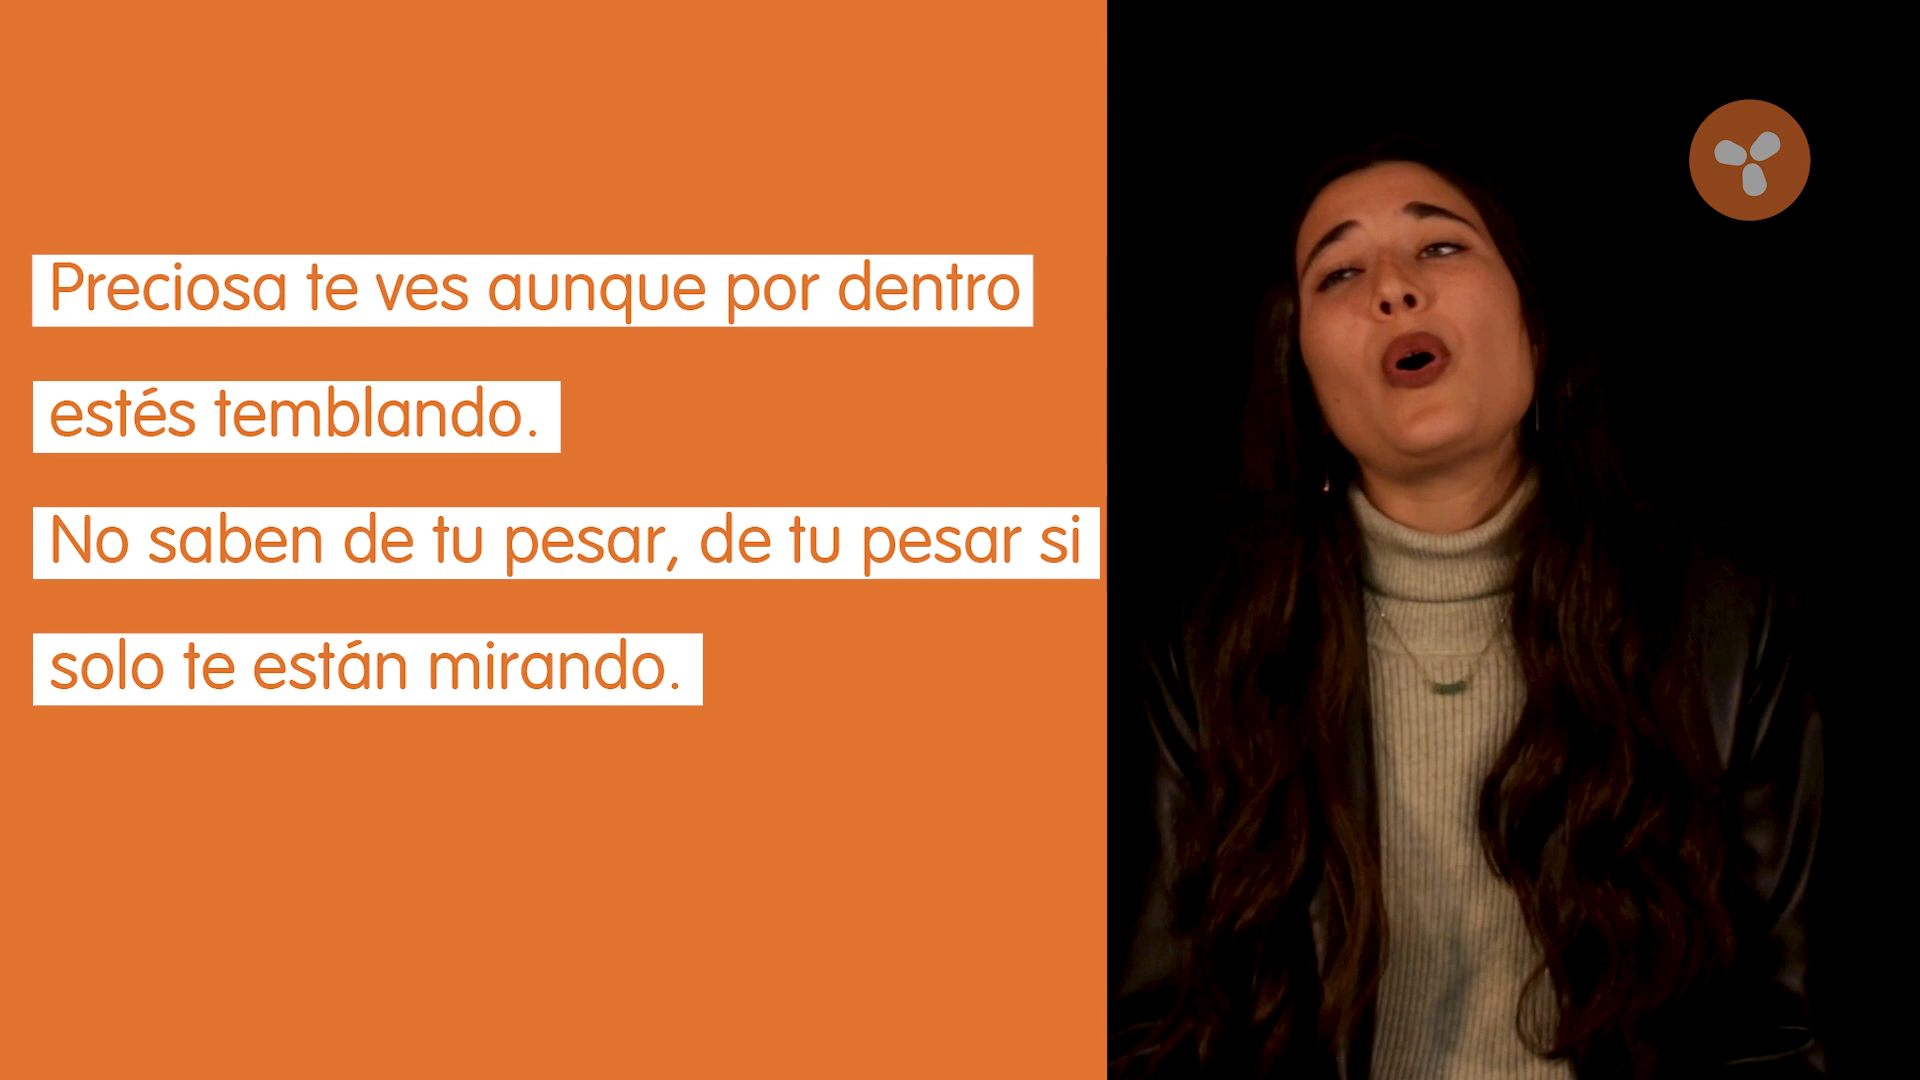 Preciosa te ves aunque por dentro
estés temblando.
No saben de tu pesar, de tu pesar si
solo te están mirando.